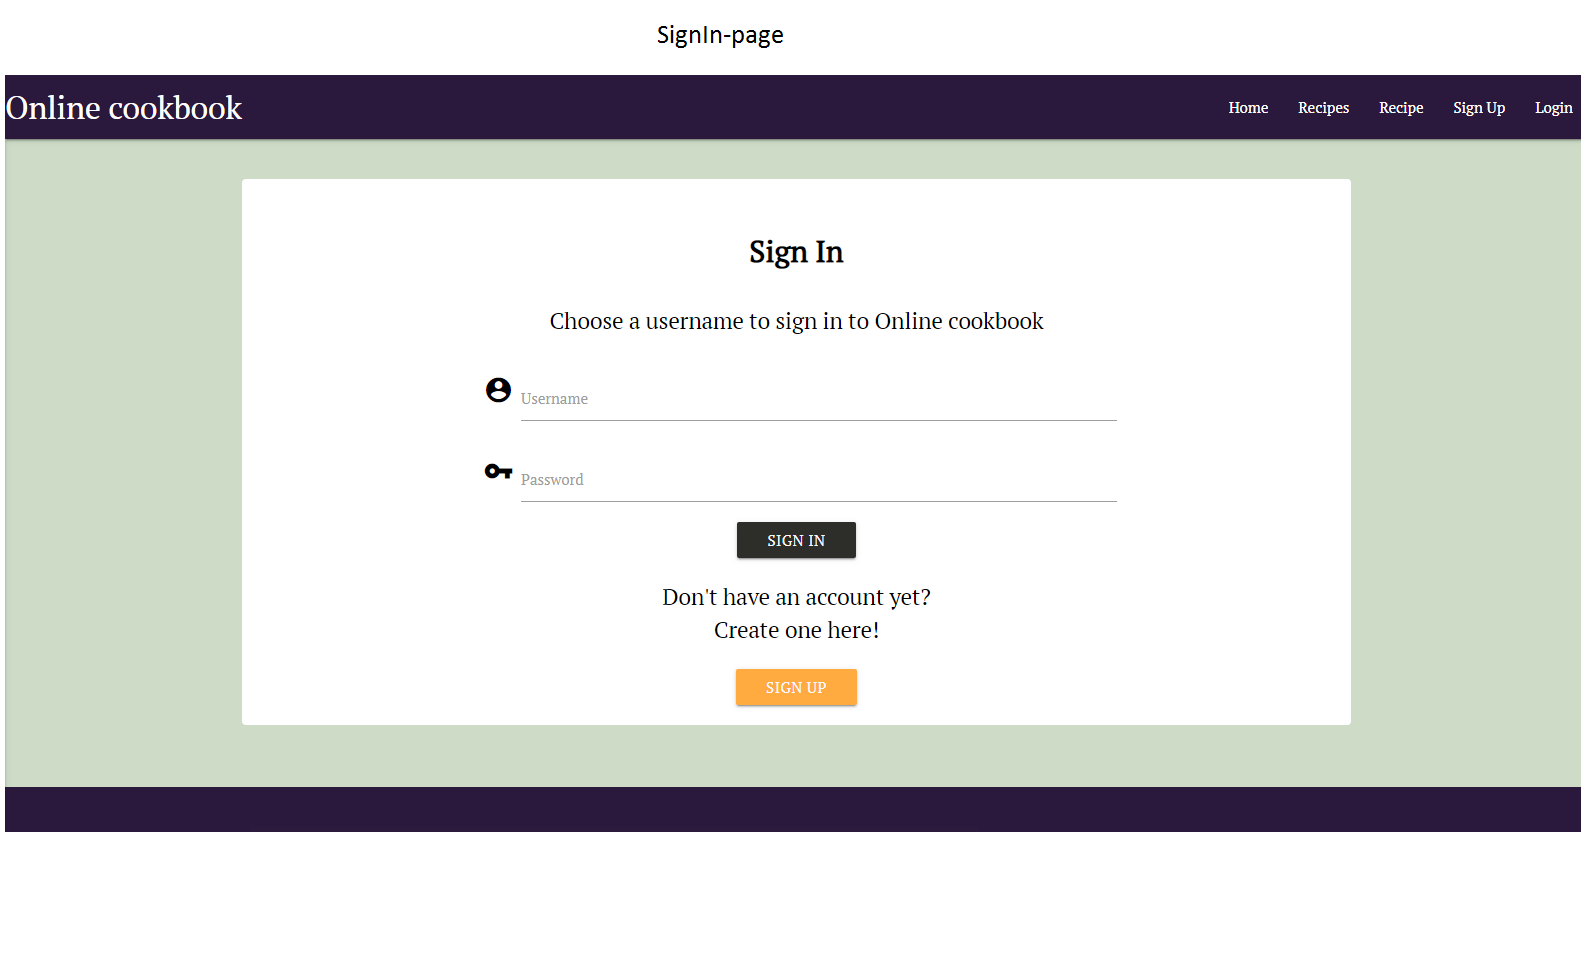 SignIn-page
Online cookbook
Home Recipes Recipe Sign Up Login
Sign In
Choose a username to sign in to Online cookbook
Username
Password
SIGN IN
Don't have an account yet?
Create one here!
SIGN UP